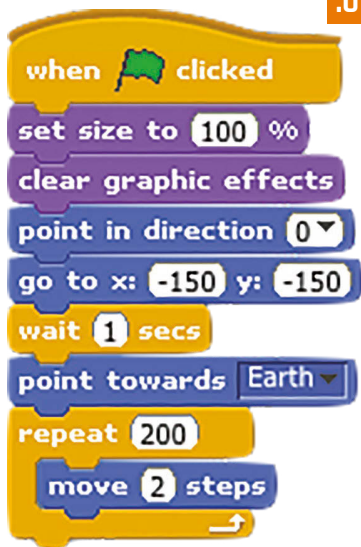 when clicked
set size to 100 %
clear graphic effects
point in direction 0
go to x: -150 y: -150
wait 1 secs
point towards Earth
repeat 200
move 2 steps